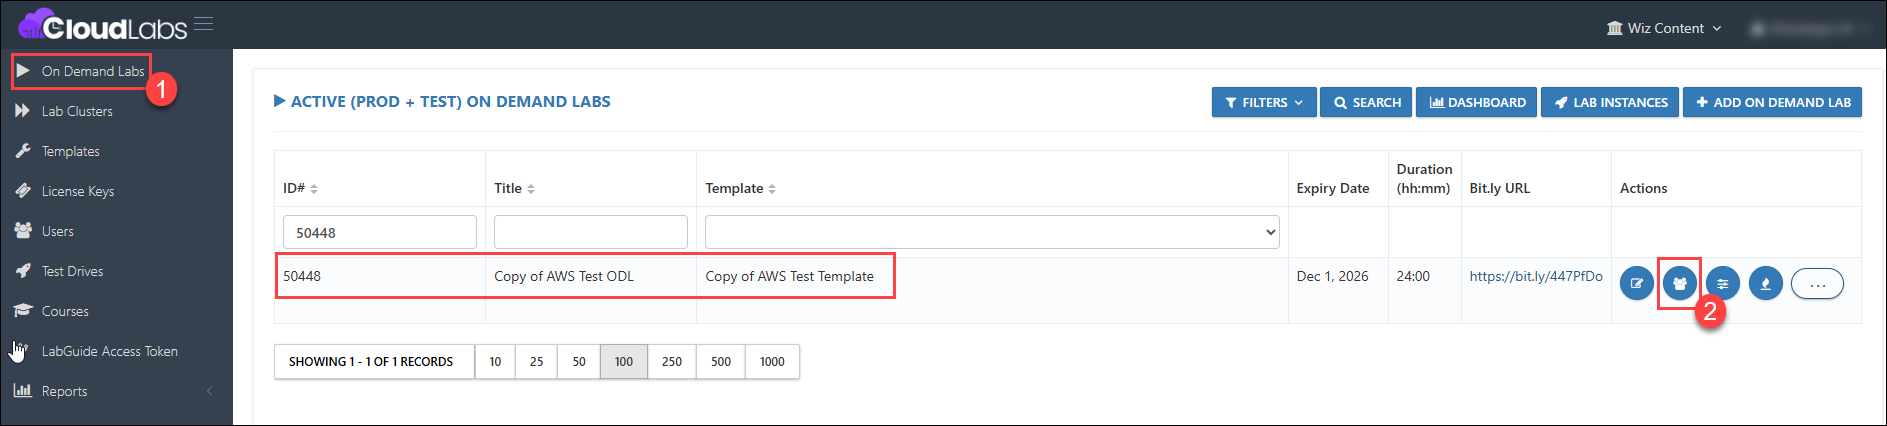 CloudLabs
Wiz Content
On Demand Labs
1
Lab Clusters
Templates
License Keys
Users
Test Drives
Courses
LabGuide Access Token
Reports
ACTIVE (PROD + TEST) ON DEMAND LABS
FILTERS
SEARCH
DASHBOARD
LAB INSTANCES
+ ADD ON DEMAND LAB
ID# Title Template Expiry Date Duration (hh:mm) Bit.ly URL Actions
50448
50448 Copy of AWS Test ODL Copy of AWS Test Template Dec 1, 2026 24:00 https://bit.ly/447PfDo ...
2
SHOWING 1 - 1 OF 1 RECORDS 10 25 50 100 250 500 1000